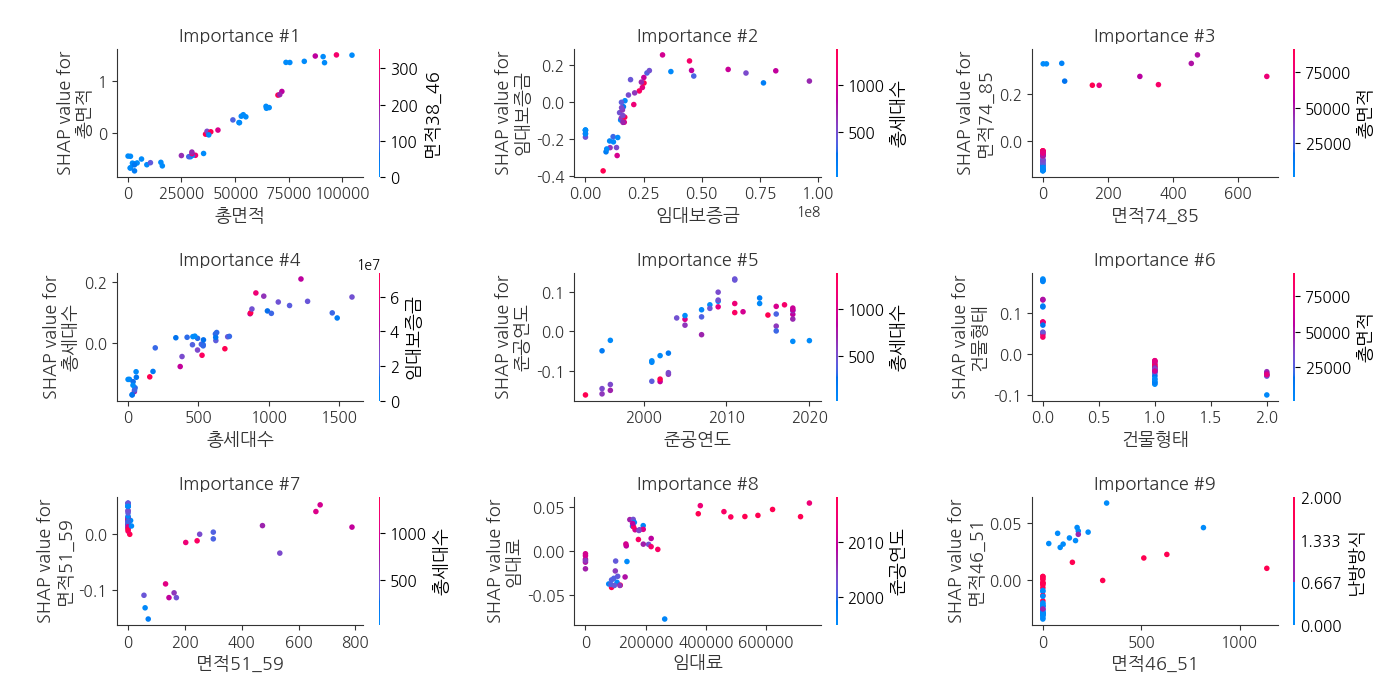 Importance #1
SHAP value for
총면적
1
0
0
25000
50000
75000
100000
총면적
300
200
100
0
면적38_46
Importance #2
SHAP value for
임대보증금
0.2
0.0
-0.2
-0.4
0.00
0.25
0.50
0.75
1.00
1e8
임대보증금
1000
500
총세대수
Importance #3
SHAP value for
면적74_85
0.2
0.0
0
200
400
600
면적74_85
75000
50000
25000
총면적
Importance #4
SHAP value for
총세대수
0.2
0.0
0
500
1000
1500
총세대수
1e7
6
4
2
0
임대보증금
Importance #5
SHAP value for
준공연도
0.1
0.0
-0.1
2000
2010
2020
준공연도
1000
500
총세대수
Importance #6
SHAP value for
건물형태
0.1
0.0
-0.1
0.0
0.5
1.0
1.5
2.0
건물형태
75000
50000
25000
총면적
Importance #7
SHAP value for
면적51_59
0.0
-0.1
0
200
400
600
800
면적51_59
1000
500
총세대수
Importance #8
SHAP value for
임대료
0.05
0.00
-0.05
0
200000
400000
600000
임대료
2010
2000
준공연도
Importance #9
SHAP value for
면적46_51
0.05
0.00
0
500
1000
면적46_51
2.000
1.333
0.667
0.000
난방방식